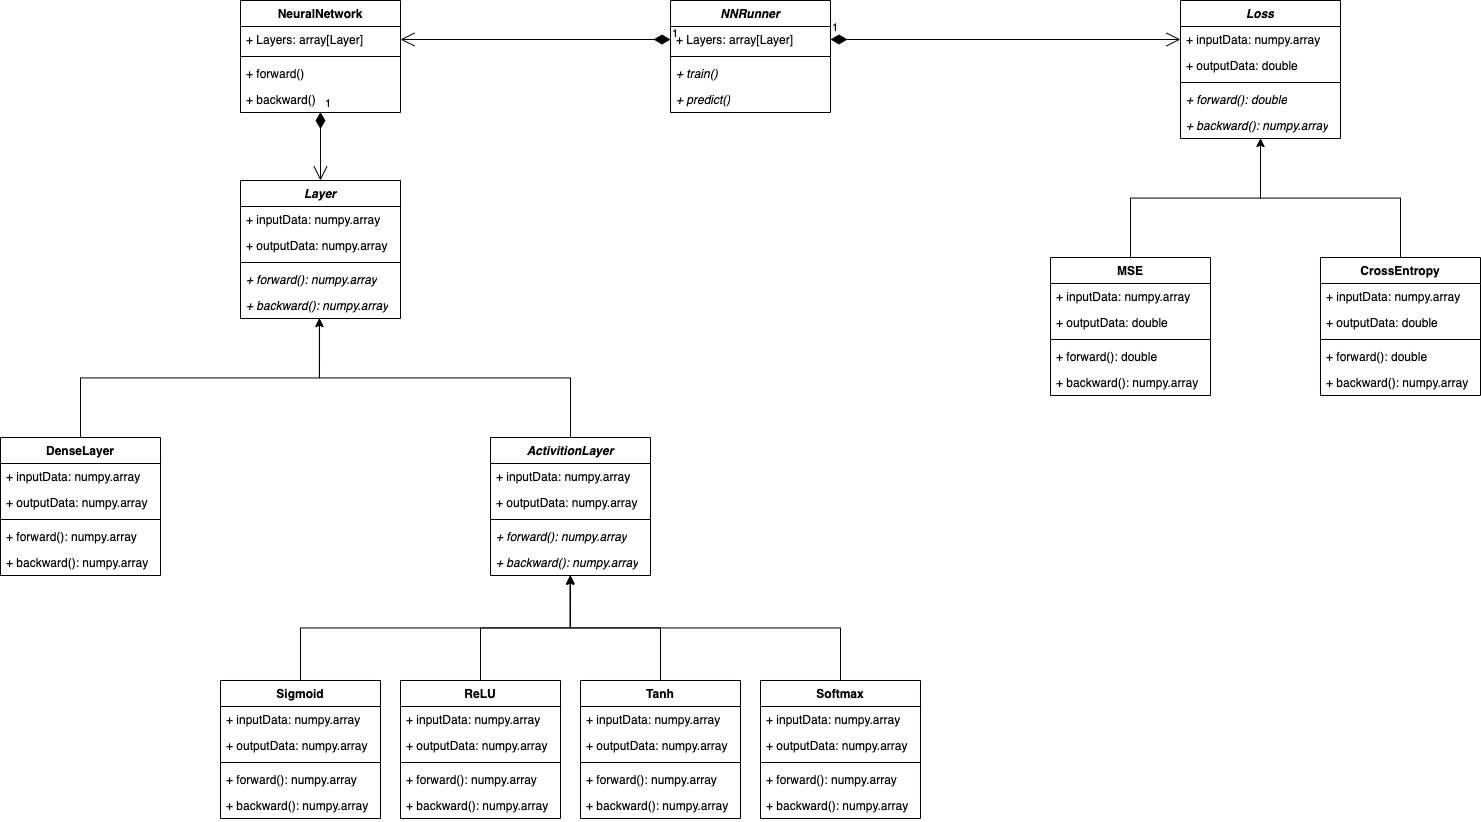 NeuralNetwork
+ Layers: array[Layer]
+ forward()
+ backward()
1
NNRunner
1
+ Layers: array[Layer]
+ train()
+ predict()
1
Loss
+ inputData: numpy.array
+ outputData: double
+ forward(): double
+ backward(): numpy.array
Layer
+ inputData: numpy.array
+ outputData: numpy.array
+ forward(): numpy.array
+ backward(): numpy.array
MSE
+ inputData: numpy.array
+ outputData: double
+ forward(): double
+ backward(): numpy.array
CrossEntropy
+ inputData: numpy.array
+ outputData: double
+ forward(): double
+ backward(): numpy.array
DenseLayer
+ inputData: numpy.array
+ outputData: numpy.array
+ forward(): numpy.array
+ backward(): numpy.array
ActivitionLayer
+ inputData: numpy.array
+ outputData: numpy.array
+ forward(): numpy.array
+ backward(): numpy.array
Sigmoid
+ inputData: numpy.array
+ outputData: numpy.array
+ forward(): numpy.array
+ backward(): numpy.array
ReLU
+ inputData: numpy.array
+ outputData: numpy.array
+ forward(): numpy.array
+ backward(): numpy.array
Tanh
+ inputData: numpy.array
+ outputData: numpy.array
+ forward(): numpy.array
+ backward(): numpy.array
Softmax
+ inputData: numpy.array
+ outputData: numpy.array
+ forward(): numpy.array
+ backward(): numpy.array